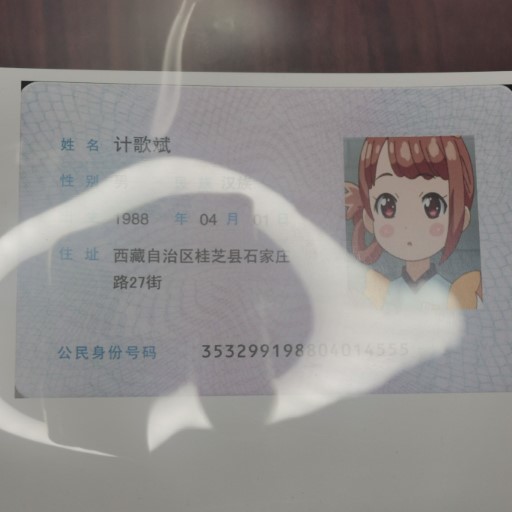 姓名 计歌斌
性别 男 民族 汉族
生 1988 年 04 月 01 日
住址 西藏自治区桂芝县石家庄
路27街
公民身份号码 353299198804014555